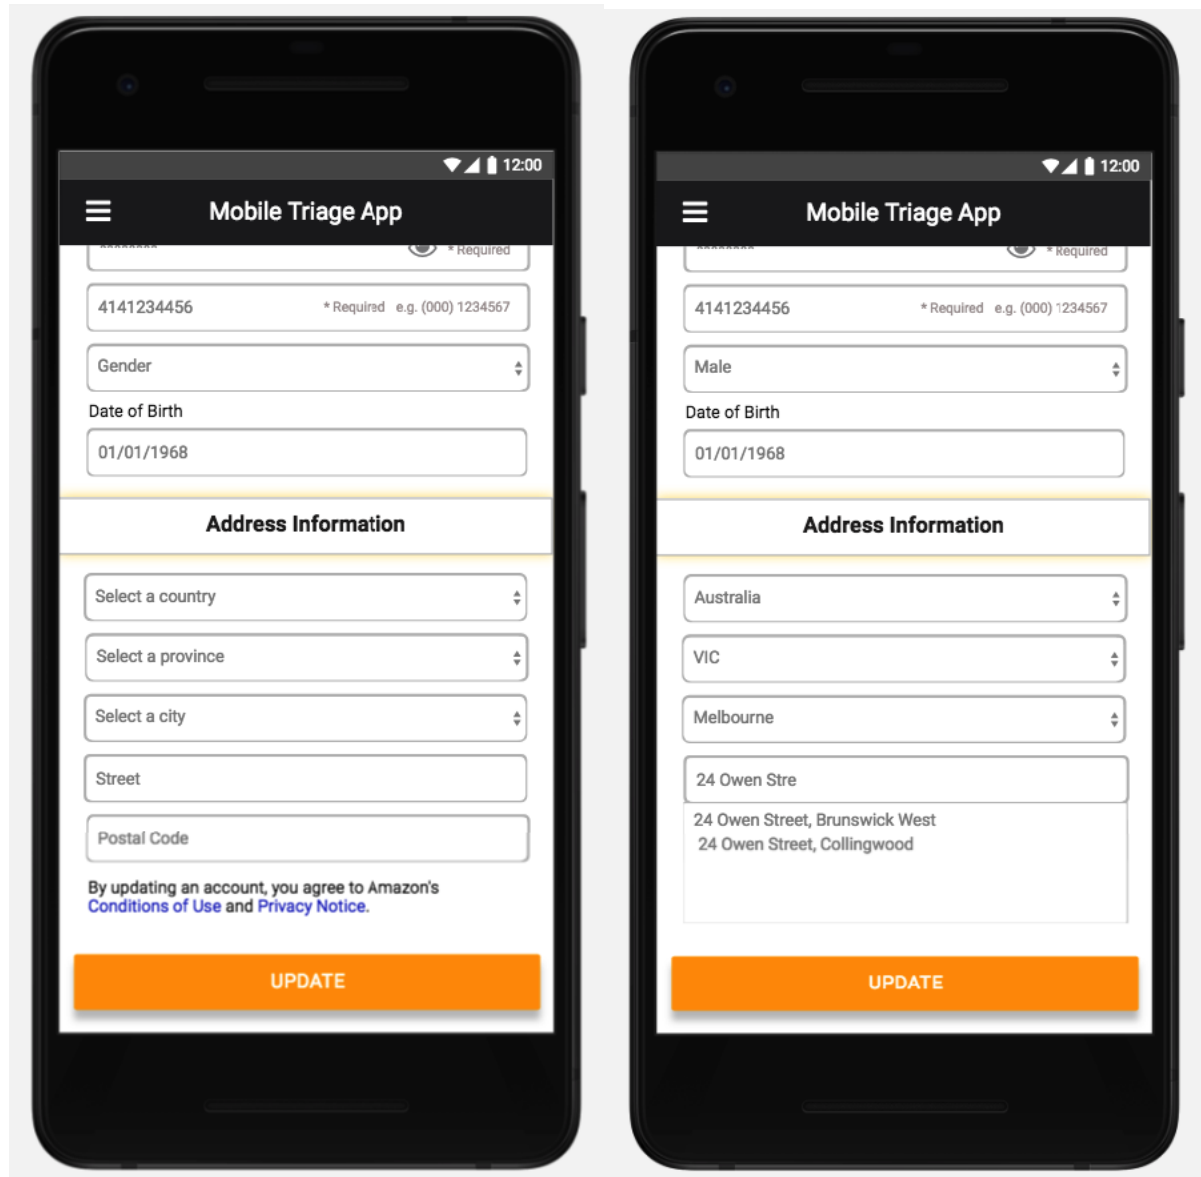 12:00
Mobile Triage App
******** * Required
4141234456 * Required e.g. (000) 1234567
Gender
Date of Birth
01/01/1968
Address Information
Select a country
Select a province
Select a city
Street
Postal Code
By updating an account, you agree to Amazon's
Conditions of Use and Privacy Notice.
UPDATE
12:00
Mobile Triage App
******** * Required
4141234456 * Required e.g. (000) 1234567
Male
Date of Birth
01/01/1968
Address Information
Australia
VIC
Melbourne
24 Owen Stre
24 Owen Street, Brunswick West
24 Owen Street, Collingwood
UPDATE